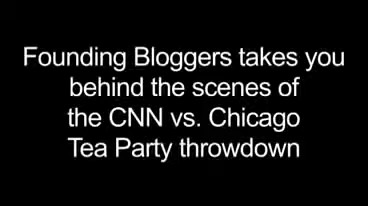 Founding Bloggers takes you
behind the scenes of
the CNN vs. Chicago
Tea Party throwdown